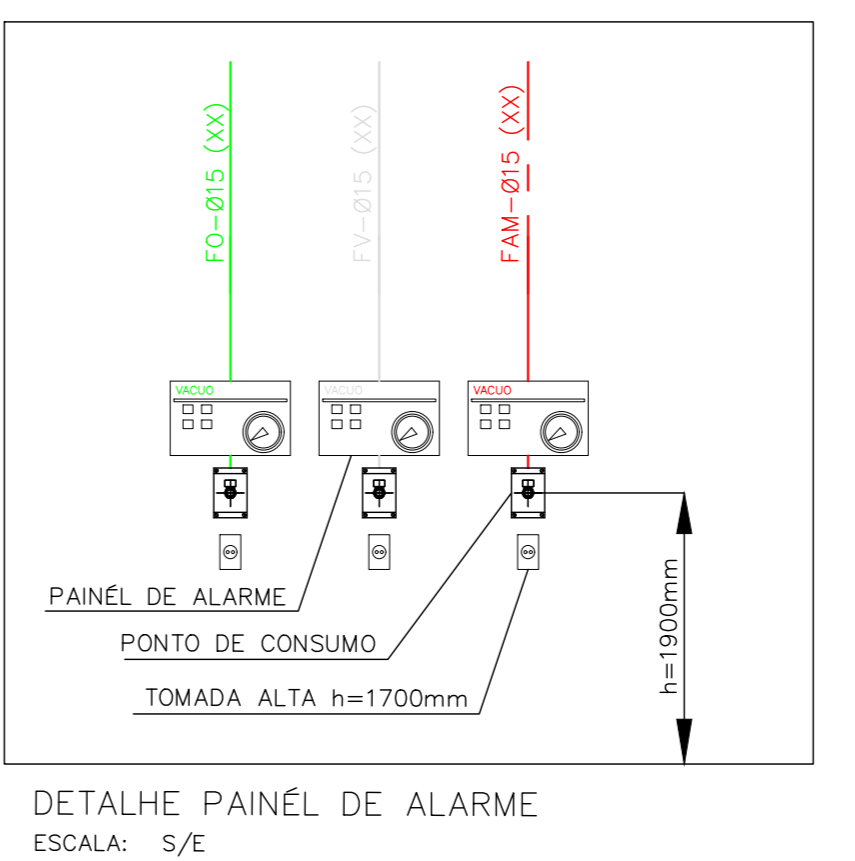 FO-Ø15 (XX)
FV-Ø15 (XX)
FAM-Ø15 (XX)
VACUO
VACUO
VACUO
PAINÉL DE ALARME
PONTO DE CONSUMO
TOMADA ALTA h=1700mm
h=1900mm
DETALHE PAINÉL DE ALARME
ESCALA: S/E